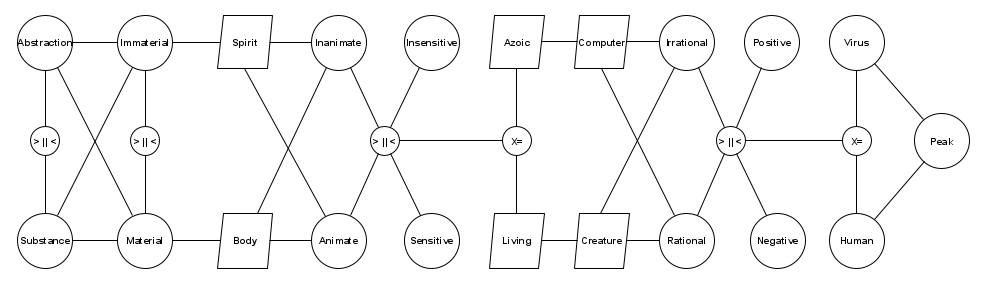 Abstraction Immaterial Spirit Inanimate Insensitive Azoic Computer Irrational Positive Virus
> || < > || < > || < X= > || < X= Peak
Substance Material Body Animate Sensitive Living Creature Rational Negative Human